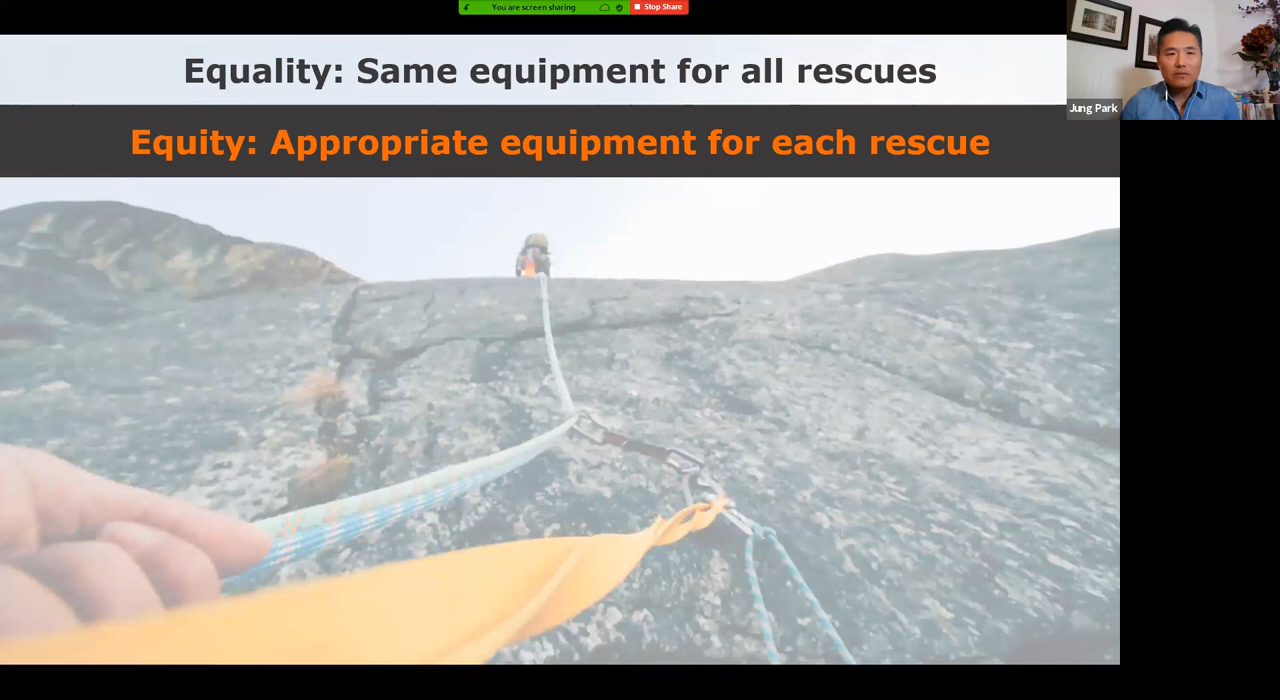 You are screen sharing
Stop Share
Equality: Same equipment for all rescues
Jung Park
Equity: Appropriate equipment for each rescue